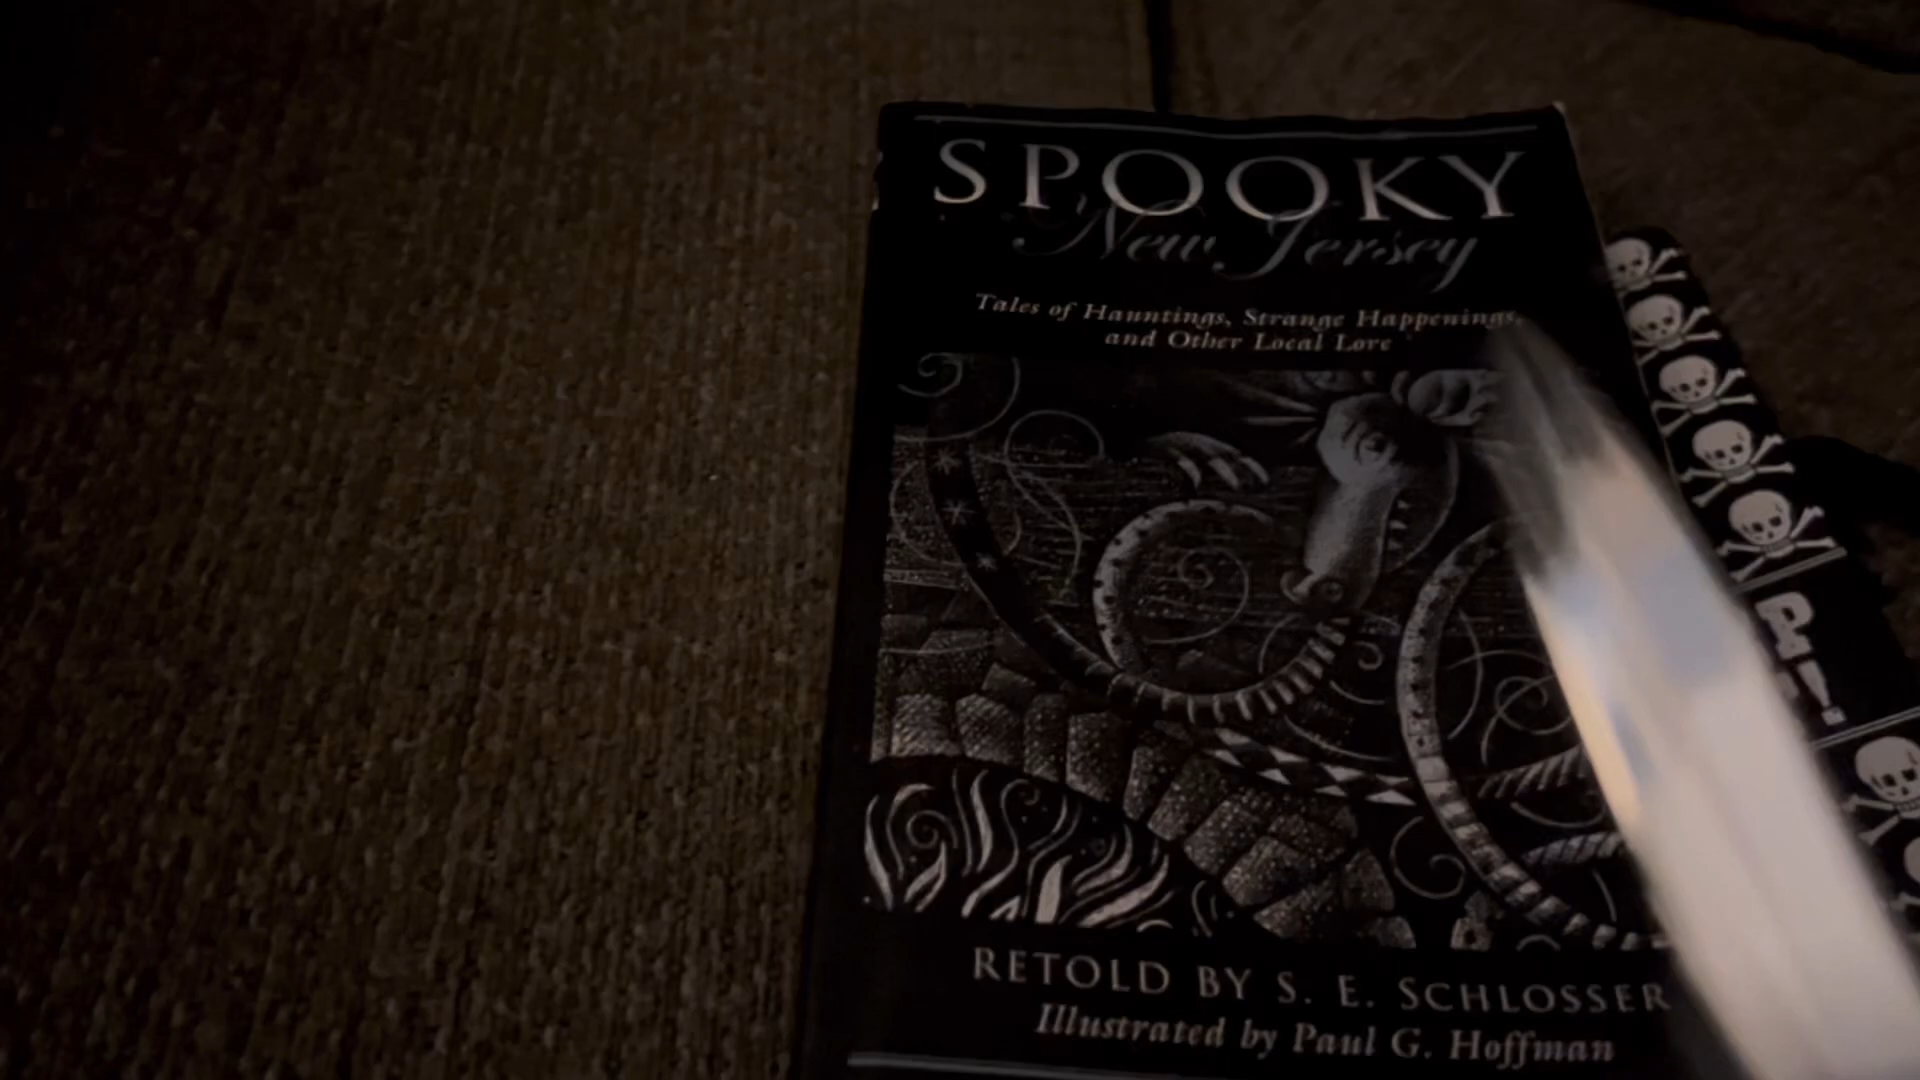 SPOOKY
New Jersey
Tales of Hauntings, Strange Happenings,
and Other Local Lore
RETOLD BY S. E. SCHLOSSER
Illustrated by Paul G. Hoffman
R!